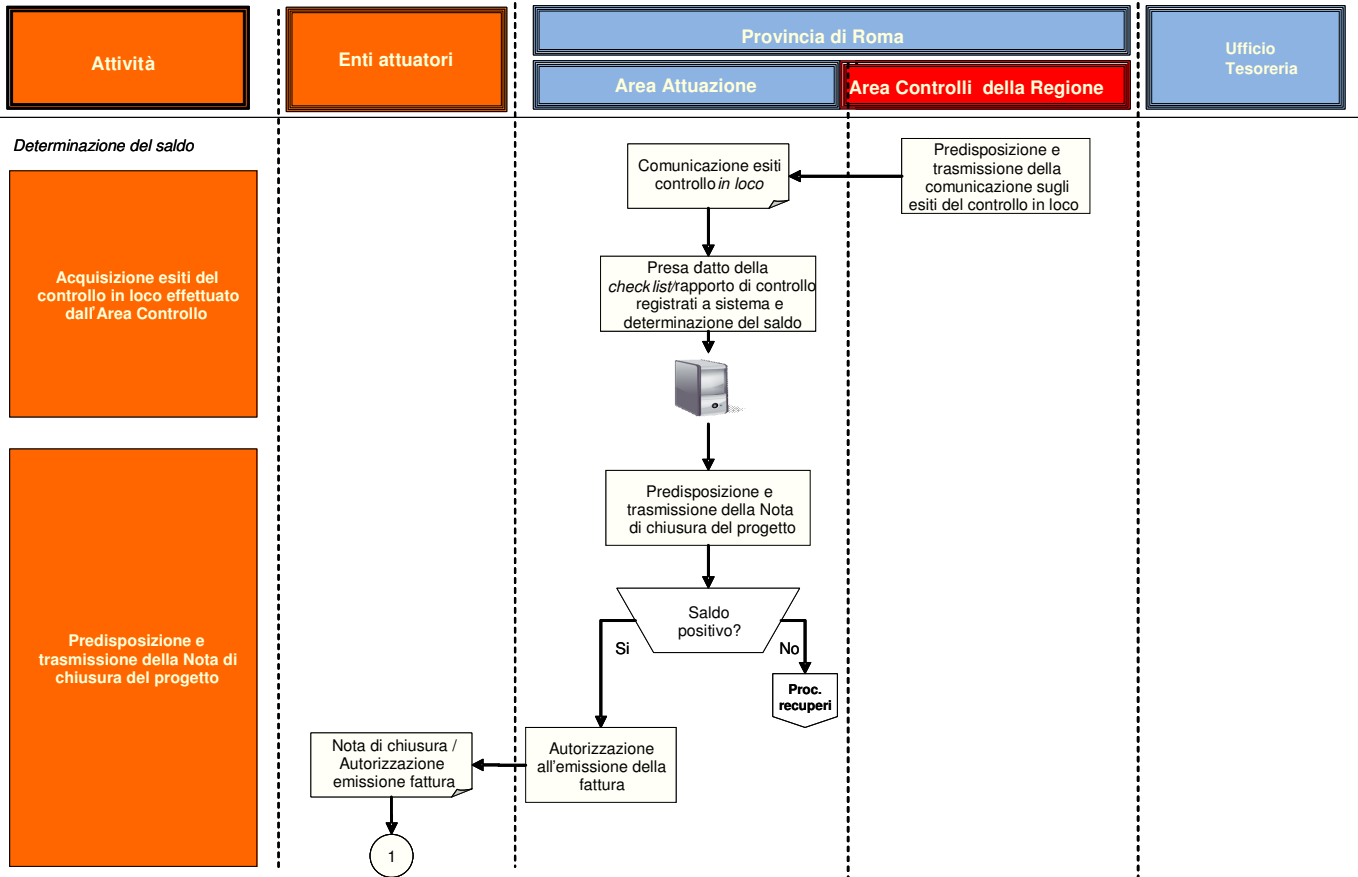 Attività
Enti attuatori
Provincia di Roma
Ufficio
Tesoreria
Area Attuazione
Area Controlli della Regione
Determinazione del saldo
Comunicazione esiti
controllo in loco
Predisposizione e
trasmissione della
comunicazione sugli
esiti del controllo in loco
Acquisizione esiti del
controllo in loco effettuato
dall'Area Controllo
Presa datto della
check list/rapporto di controllo
registrati a sistema e
determinazione del saldo
Predisposizione e
trasmissione della Nota
di chiusura del progetto
Predisposizione e
trasmissione della Nota di
chiusura del progetto
Saldo
positivo?
Si
No
Proc.
recuperi
Nota di chiusura /
Autorizzazione
emissione fattura
Autorizzazione
all'emissione della
fattura
1